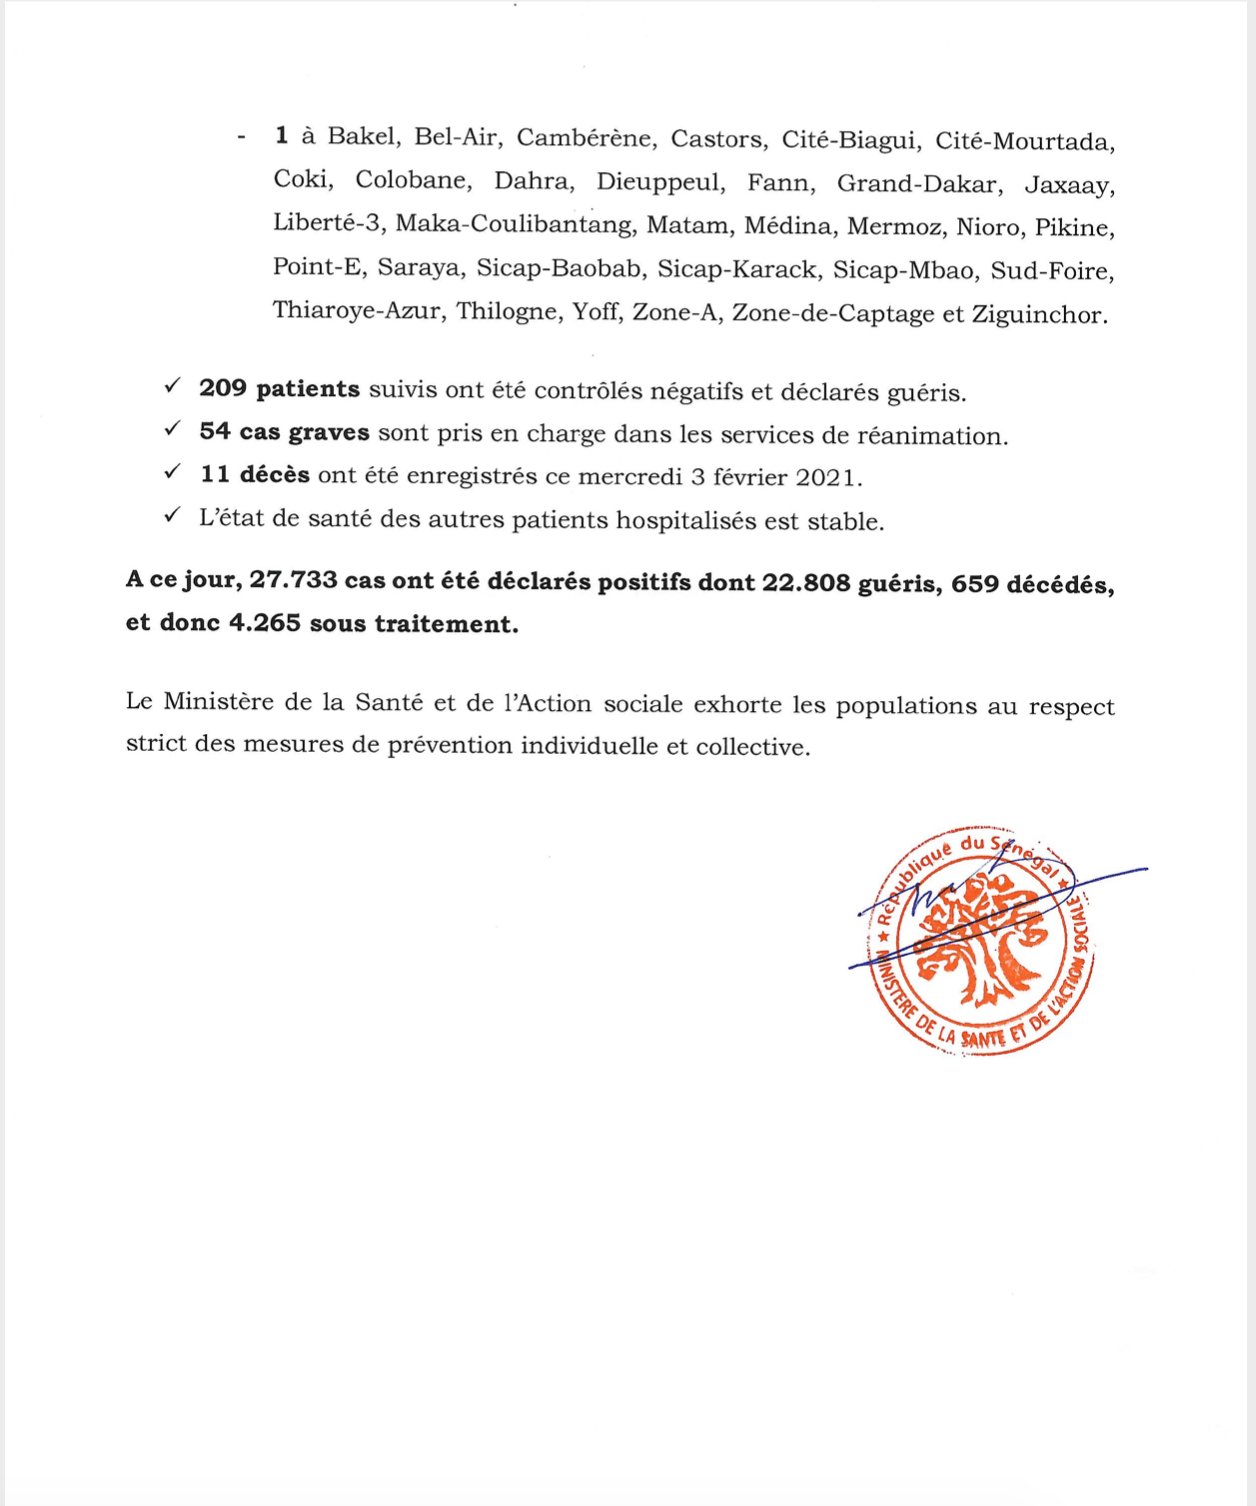 - 1 à Bakel, Bel-Air, Cambérène, Castors, Cité-Biagui, Cité-Mourtada,
Coki, Colobane, Dahra, Dieuppeul, Fann, Grand-Dakar, Jaxaay,
Liberté-3, Maka-Coulibantang, Matam, Médina, Mermoz, Nioro, Pikine,
Point-E, Saraya, Sicap-Baobab, Sicap-Karack, Sicap-Mbao, Sud-Foire,
Thiaroye-Azur, Thilogne, Yoff, Zone-A, Zone-de-Captage et Ziguinchor.
✓ 209 patients suivis ont été contrôlés négatifs et déclarés guéris.
✓ 54 cas graves sont pris en charge dans les services de réanimation.
✓ 11 décès ont été enregistrés ce mercredi 3 février 2021.
✓ L'état de santé des autres patients hospitalisés est stable.
A ce jour, 27.733 cas ont été déclarés positifs dont 22.808 guéris, 659 décédés,
et donc 4.265 sous traitement.
Le Ministère de la Santé et de l'Action sociale exhorte les populations au respect
strict des mesures de prévention individuelle et collective.
★ République du Sénégal ★
MINISTERE DE LA SANTE ET DE L'ACTION SOCIALE